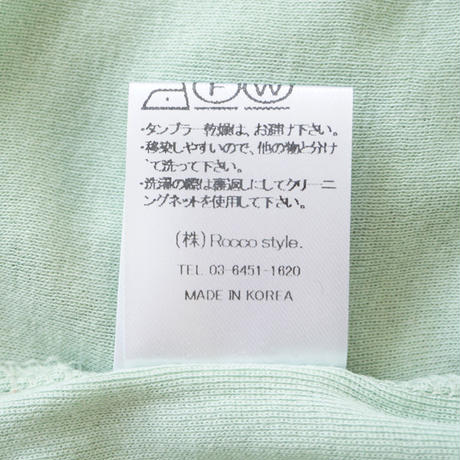 F W
・タンブラー乾燥は、お避け下さい。
・移染しやすいので、他の物と分け
て洗って下さい。
・洗濯の際は裏返しにしてクリーニ
ングネットを使用して下さい。
(株) Rocco style.
TEL 03-6451-1620
MADE IN KOREA